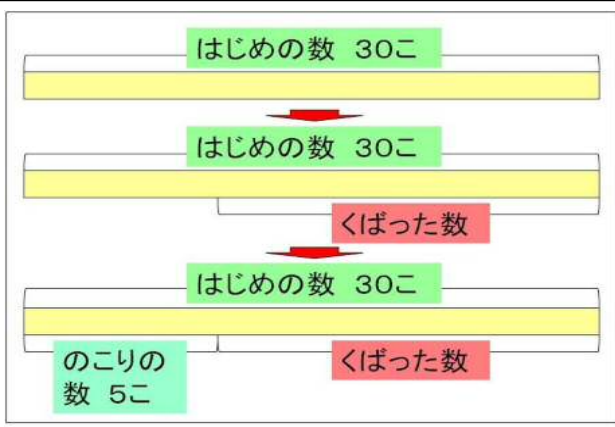 はじめの数 30こ
はじめの数 30こ
くばった数
はじめの数 30こ
のこりの
数 5こ
くばった数